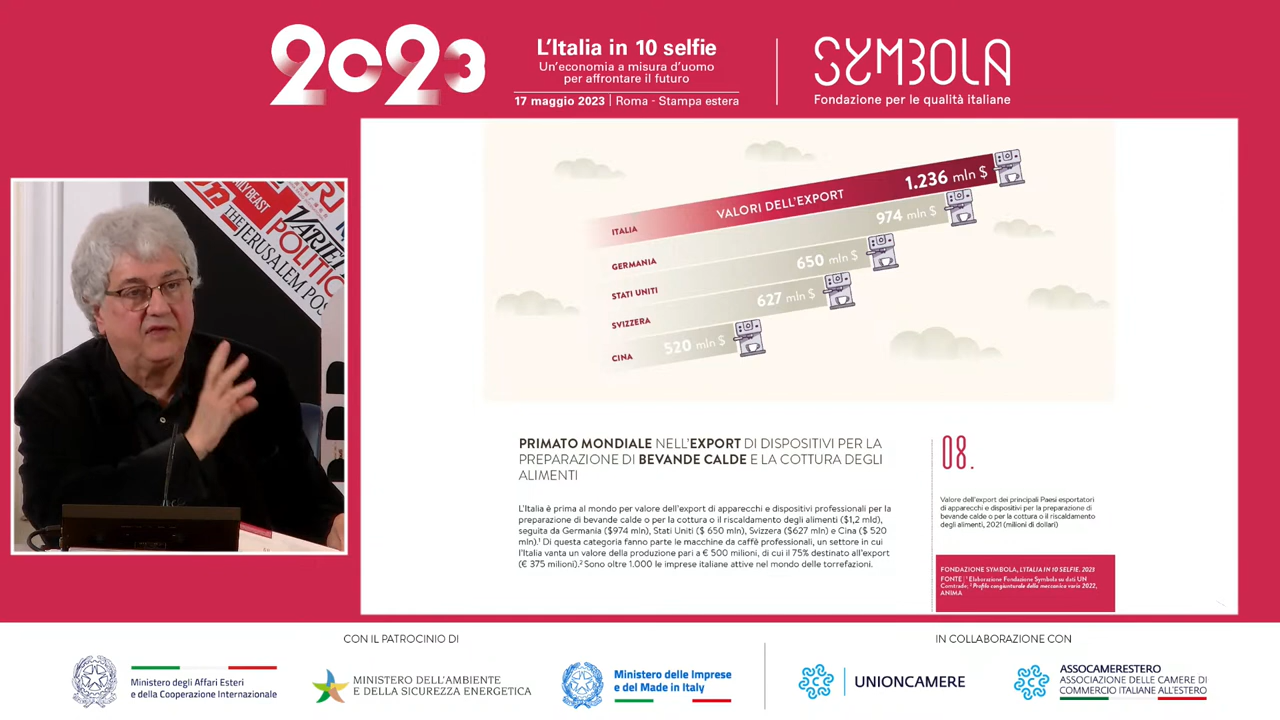 2023
L'Italia in 10 selfie
Un'economia a misura d'uomo
per affrontare il futuro
17 maggio 2023 | Roma - Stampa estera
SYMBOLA
Fondazione per le qualità italiane
THE JERUSALEM POS
POLITIC
VARIET
DAILY BEAST
VALORI DELL'EXPORT
ITALIA
1.236 mln $
GERMANIA
974 mln $
STATI UNITI
650 mln $
SVIZZERA
627 mln $
CINA
520 mln $
PRIMATO MONDIALE NELL'EXPORT DI DISPOSITIVI PER LA
PREPARAZIONE DI BEVANDE CALDE E LA COTTURA DEGLI
ALIMENTI
L'Italia è prima al mondo per valore dell'export di apparecchi e dispositivi professionali per la
preparazione di bevande calde o per la cottura o il riscaldamento degli alimenti ($1,2 mld),
seguita da Germania ($974 mln), Stati Uniti ($ 650 mln), Svizzera ($627 mln) e Cina ($ 520
mln).¹ Di questa categoria fanno parte le macchine da caffè professionali, un settore in cui
l'Italia vanta un valore della produzione pari a € 500 milioni, di cui il 75% destinato all'export
(€ 375 milioni).² Sono oltre 1.000 le imprese italiane attive nel mondo delle torrefazioni.
08.
Valore dell'export dei principali Paesi esportatori
di apparecchi e dispositivi per la preparazione di
bevande calde o per la cottura o il riscaldamento
degli alimenti, 2021 (milioni di dollari)
FONDAZIONE SYMBOLA, L'ITALIA IN 10 SELFIE. 2023
FONTE | ¹ Elaborazione Fondazione Symbola su dati UN
Comtrade; ² Profilo congiunturale della meccanica varia 2022,
ANIMA
CON IL PATROCINIO DI
IN COLLABORAZIONE CON
Ministero degli Affari Esteri
e della Cooperazione Internazionale
MINISTERO DELL'AMBIENTE
E DELLA SICUREZZA ENERGETICA
Ministero delle Imprese
e del Made in Italy
UNIONCAMERE
ASSOCAMERESTERO
ASSOCIAZIONE DELLE CAMERE DI
COMMERCIO ITALIANE ALL'ESTERO